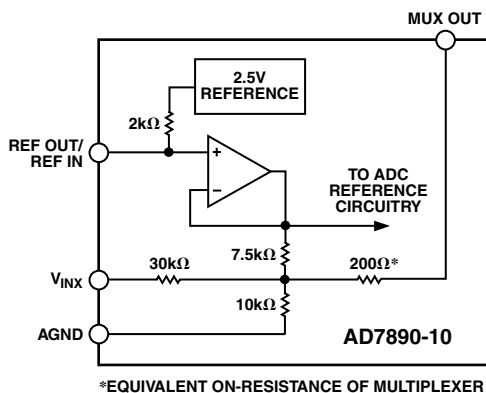 MUX OUT
2.5V
REFERENCE
2kΩ
REF OUT/
REF IN
+
−
TO ADC
REFERENCE
CIRCUITRY
7.5kΩ
30kΩ
200Ω*
VINX
10kΩ
AGND
AD7890-10
*EQUIVALENT ON-RESISTANCE OF MULTIPLEXER